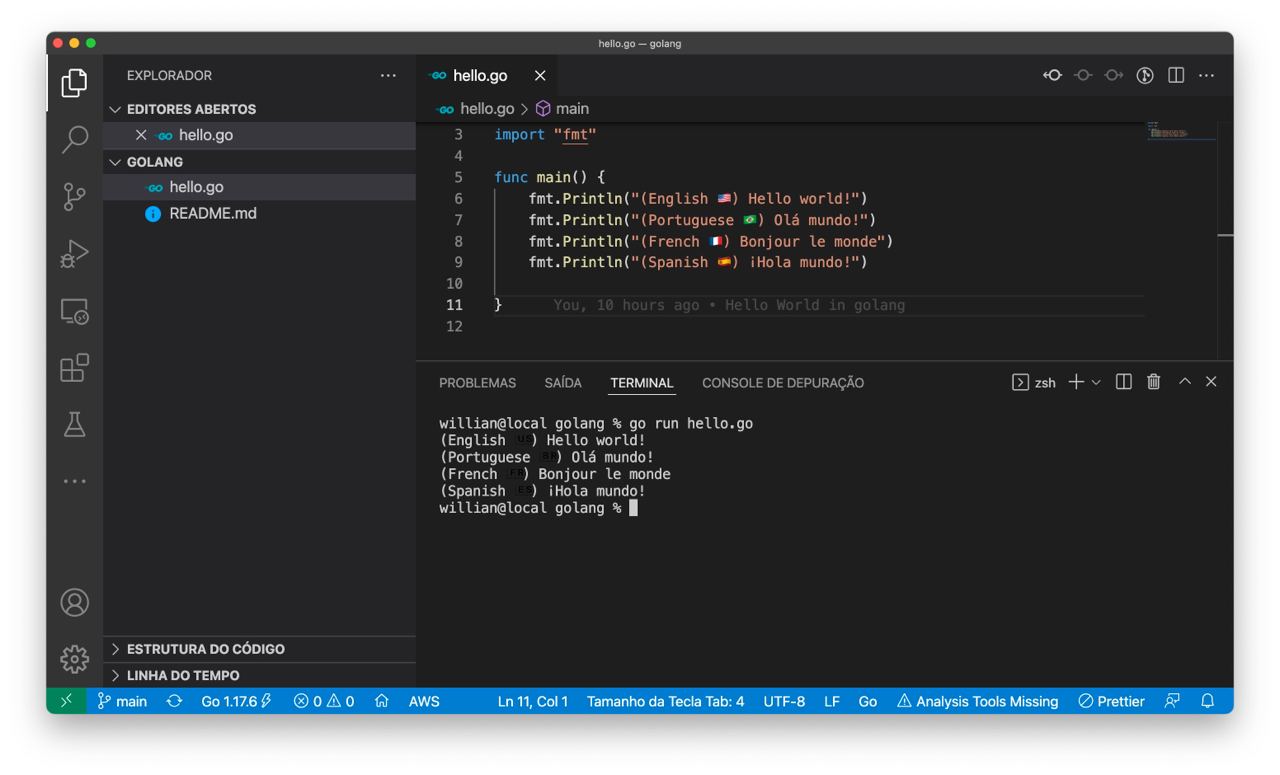 hello.go — golang
EXPLORADOR
EDITORES ABERTOS
GO hello.go
GOLANG
GO hello.go
README.md
GO hello.go
GO hello.go > main
3 import "fmt"
4
5 func main() {
6 fmt.Println("(English 🇺🇸) Hello world!")
7 fmt.Println("(Portuguese 🇧🇷) Olá mundo!")
8 fmt.Println("(French 🇫🇷) Bonjour le monde")
9 fmt.Println("(Spanish 🇪🇸) ¡Hola mundo!")
10
11 } You, 10 hours ago • Hello World in golang
12
PROBLEMAS SAÍDA TERMINAL CONSOLE DE DEPURAÇÃO zsh
willian@local golang % go run hello.go
(English US) Hello world!
(Portuguese BR) Olá mundo!
(French FR) Bonjour le monde
(Spanish ES) ¡Hola mundo!
willian@local golang %
ESTRUTURA DO CÓDIGO
LINHA DO TEMPO
main Go 1.17.6 0 0 AWS Ln 11, Col 1 Tamanho da Tecla Tab: 4 UTF-8 LF Go Analysis Tools Missing Prettier